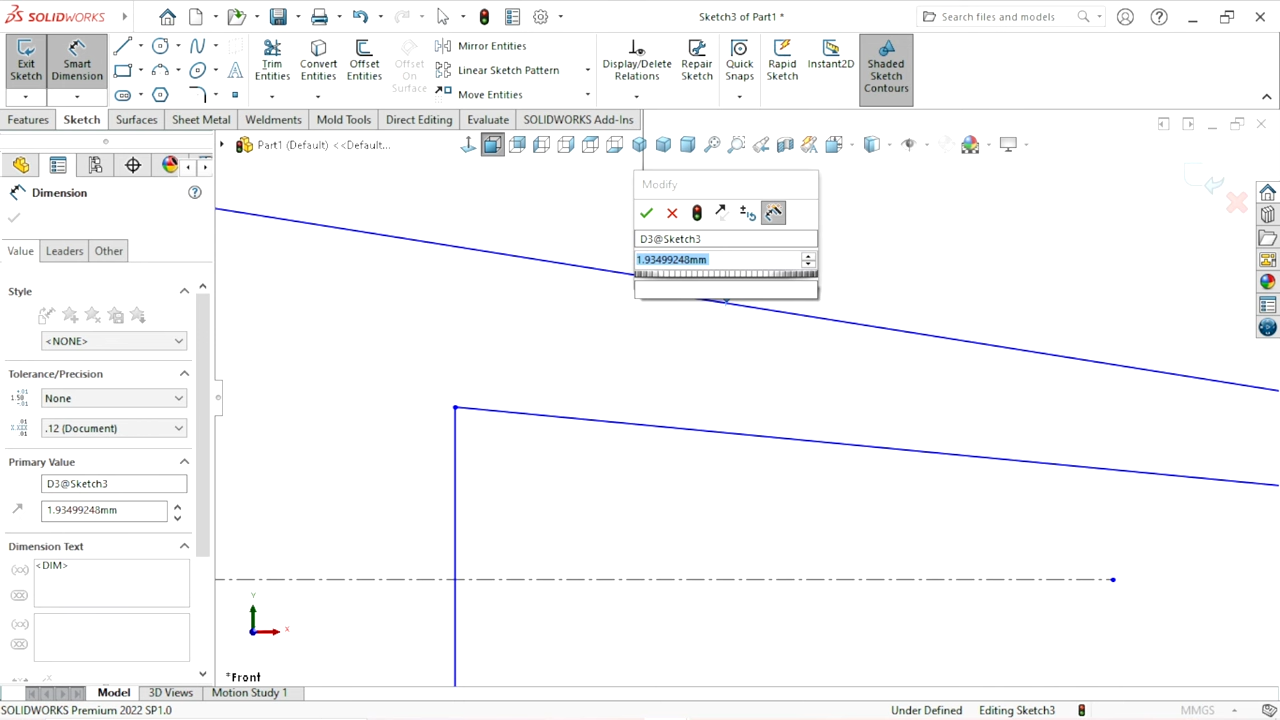 SOLIDWORKS
Sketch3 of Part1 *
Search files and models
Exit Sketch
Smart Dimension
Trim Entities
Convert Entities
Offset Entities
Offset On Surface
Mirror Entities
Linear Sketch Pattern
Move Entities
Display/Delete Relations
Repair Sketch
Quick Snaps
Rapid Sketch
Instant2D
Shaded Sketch Contours
Features
Sketch
Surfaces
Sheet Metal
Weldments
Mold Tools
Direct Editing
Evaluate
SOLIDWORKS Add-Ins
Part1 (Default) <<Default...
Dimension
Value
Leaders
Other
Style
<NONE>
Tolerance/Precision
None
.12 (Document)
Primary Value
D3@Sketch3
1.93499248mm
Dimension Text
<DIM>
Modify
D3@Sketch3
1.93499248mm
Y
X
*Front
Model
3D Views
Motion Study 1
SOLIDWORKS Premium 2022 SP1.0
Under Defined
Editing Sketch3
MMGS